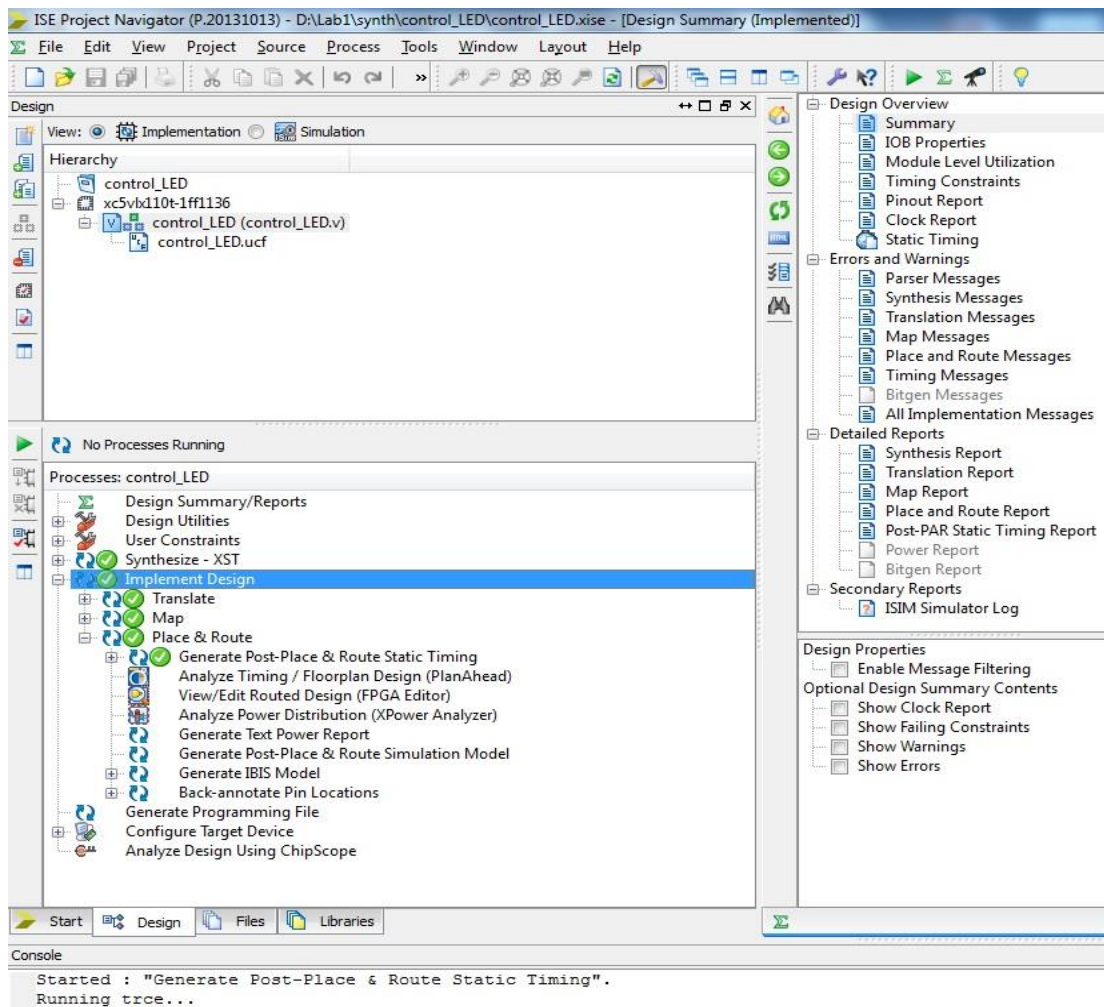 ISE Project Navigator (P.20131013) - D:\Lab1\synth\control_LED\control_LED.xise - [Design Summary (Implemented)]
File Edit View Project Source Process Tools Window Layout Help
Design
View: Implementation Simulation
Hierarchy
control_LED
xc5vlx110t-1ff1136
control_LED (control_LED.v)
control_LED.ucf
No Processes Running
Processes: control_LED
Design Summary/Reports
Design Utilities
User Constraints
Synthesize - XST
Implement Design
Translate
Map
Place & Route
Generate Post-Place & Route Static Timing
Analyze Timing / Floorplan Design (PlanAhead)
View/Edit Routed Design (FPGA Editor)
Analyze Power Distribution (XPower Analyzer)
Generate Text Power Report
Generate Post-Place & Route Simulation Model
Generate IBIS Model
Back-annotate Pin Locations
Generate Programming File
Configure Target Device
Analyze Design Using ChipScope
Start Design Files Libraries
Design Overview
Summary
IOB Properties
Module Level Utilization
Timing Constraints
Pinout Report
Clock Report
Static Timing
Errors and Warnings
Parser Messages
Synthesis Messages
Translation Messages
Map Messages
Place and Route Messages
Timing Messages
Bitgen Messages
All Implementation Messages
Detailed Reports
Synthesis Report
Translation Report
Map Report
Place and Route Report
Post-PAR Static Timing Report
Power Report
Bitgen Report
Secondary Reports
ISIM Simulator Log
Design Properties
Enable Message Filtering
Optional Design Summary Contents
Show Clock Report
Show Failing Constraints
Show Warnings
Show Errors
Console
Started : "Generate Post-Place & Route Static Timing".
Running trce...